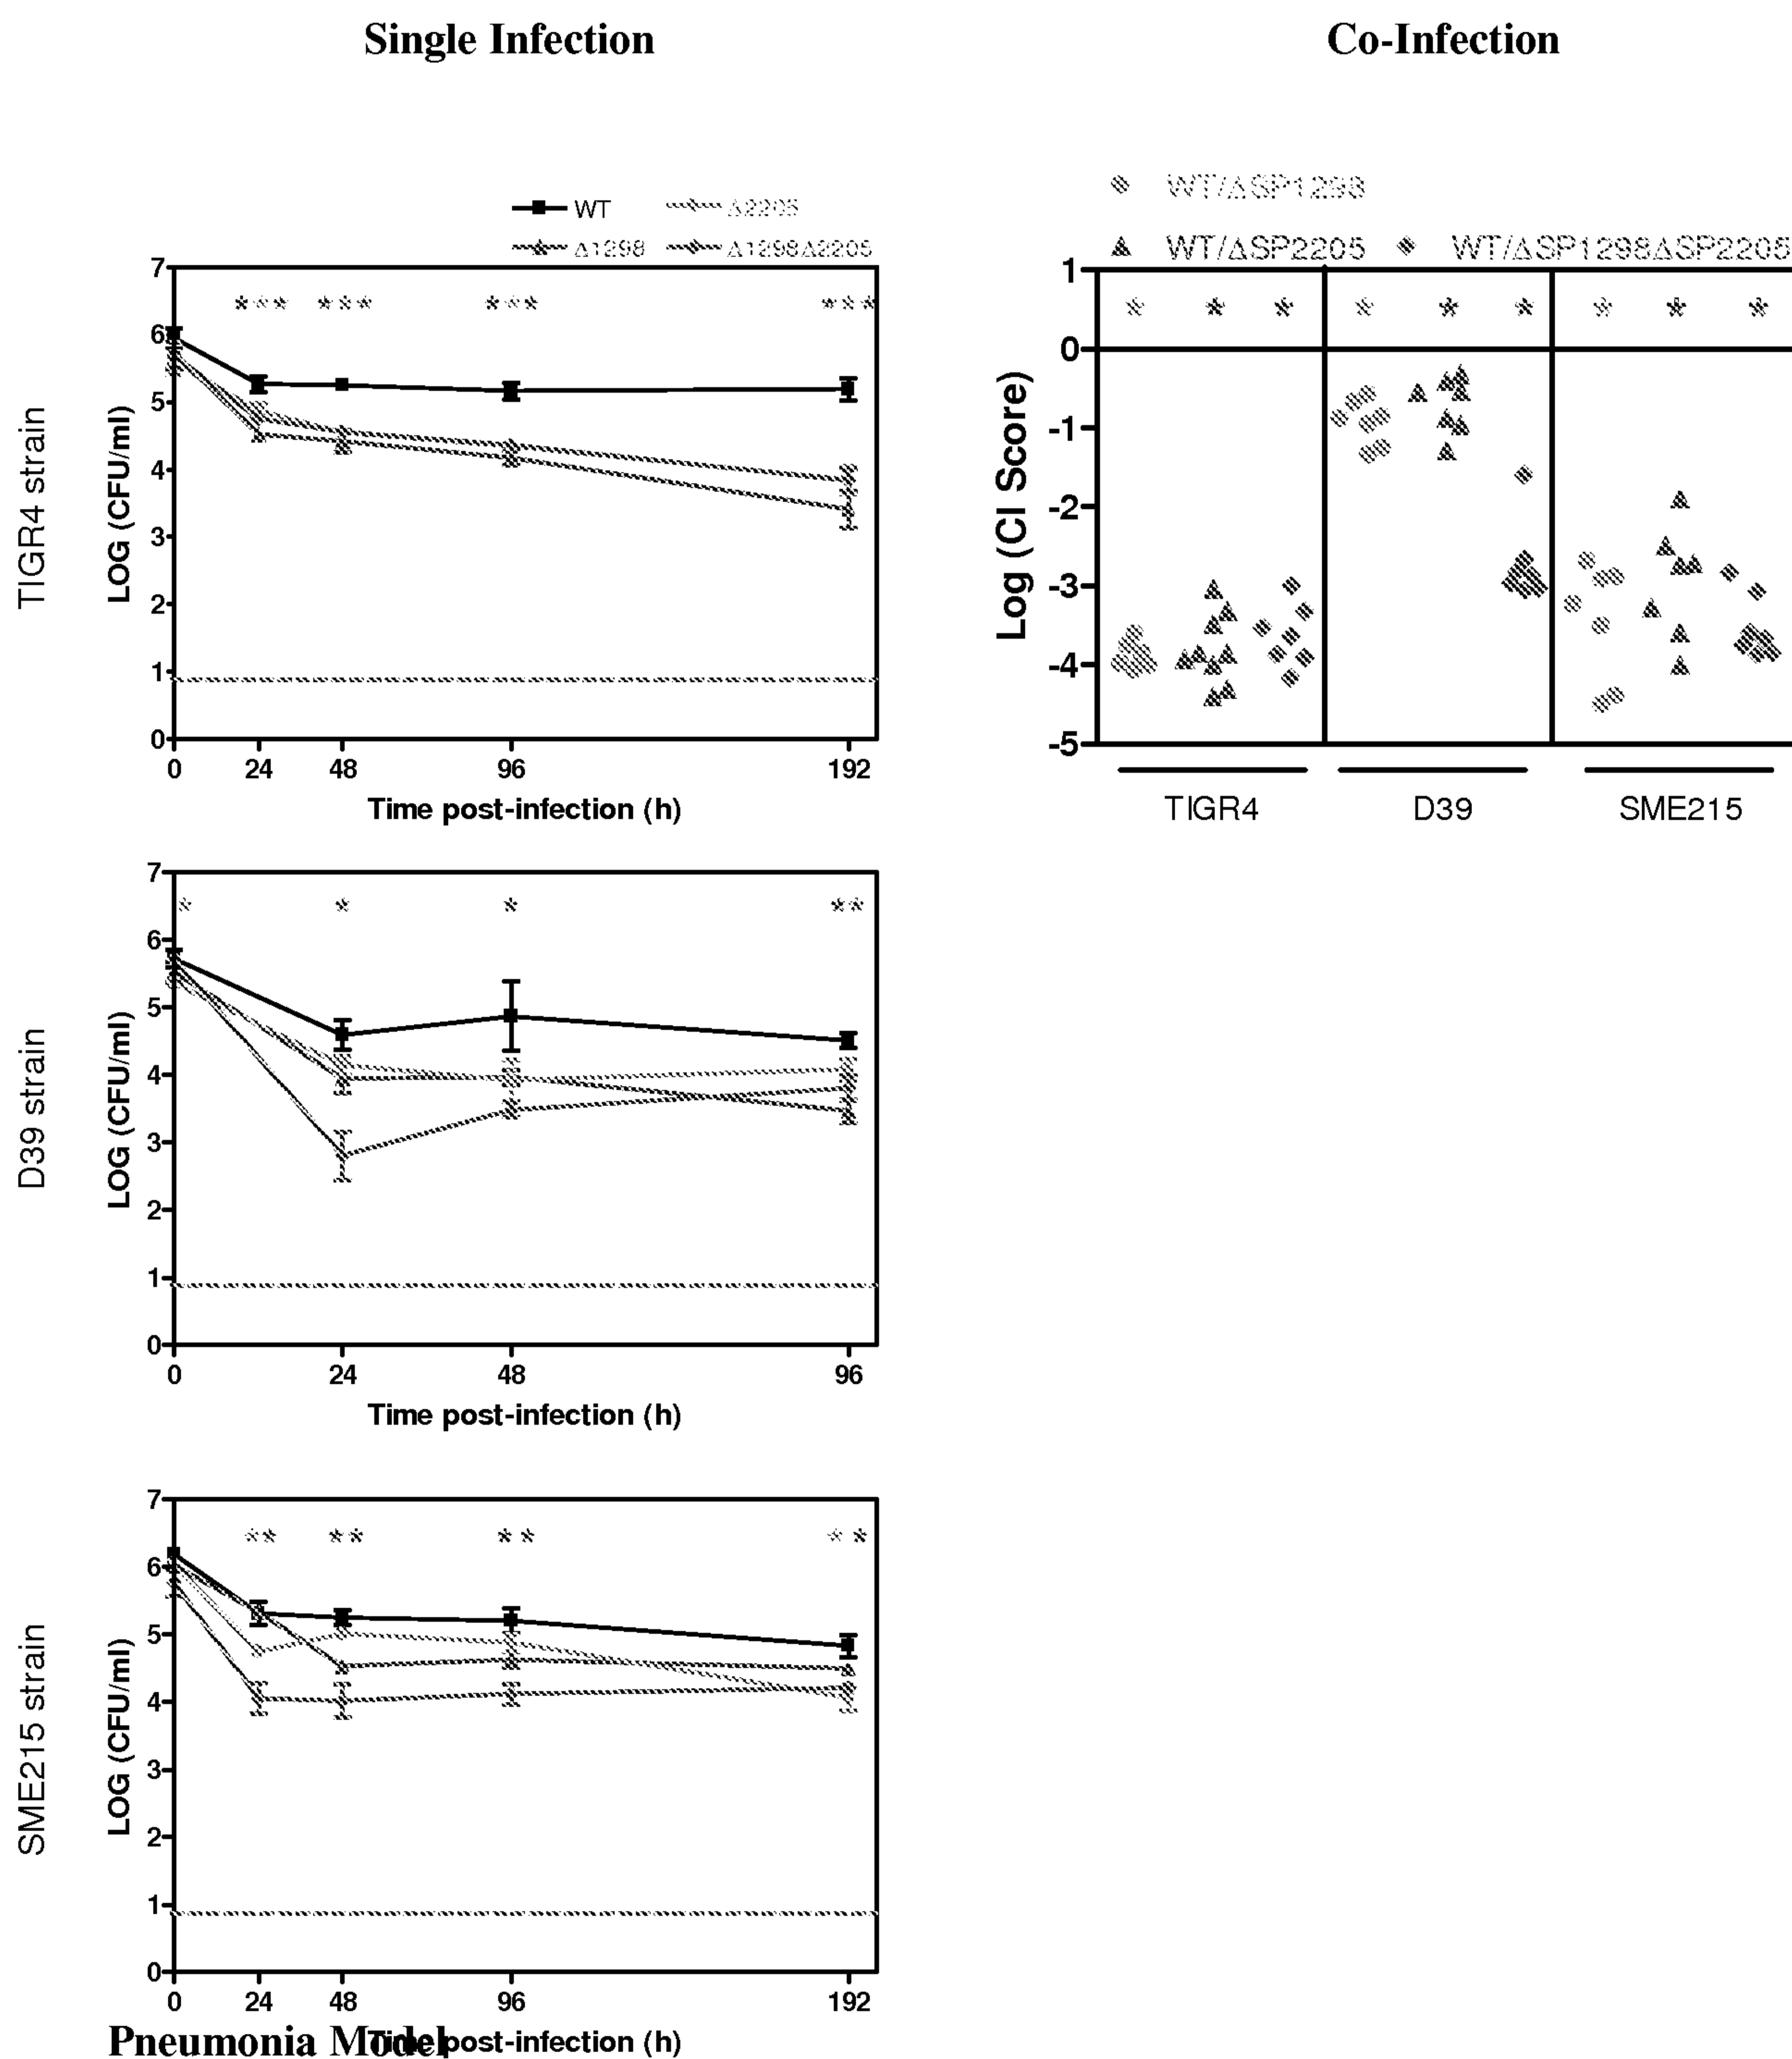 Single Infection
Co-Infection
WT
Δ2205
Δ1298
Δ1298Δ2205
WT/ΔSP1298
WT/ΔSP2205
WT/ΔSP1298ΔSP2205
TIGR4 strain
LOG (CFU/ml)
7
6
5
4
3
2
1
0
*** *** *** ***
0 24 48 96 192
Time post-infection (h)
Log (CI Score)
1
0
-1
-2
-3
-4
-5
* * * * * * * * *
TIGR4 D39 SME215
D39 strain
LOG (CFU/ml)
7
6
5
4
3
2
1
0
* * * **
0 24 48 96
Time post-infection (h)
SME215 strain
LOG (CFU/ml)
7
6
5
4
3
2
1
0
** ** ** **
0 24 48 96 192
Time post-infection (h)
Pneumonia Model